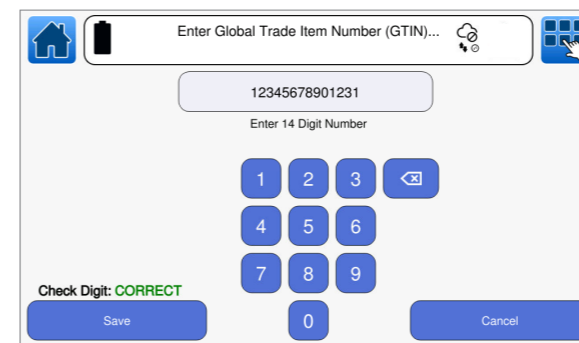 Enter Global Trade Item Number (GTIN)...
12345678901231
Enter 14 Digit Number
1 2 3
4 5 6
7 8 9
Check Digit: CORRECT
Save 0 Cancel